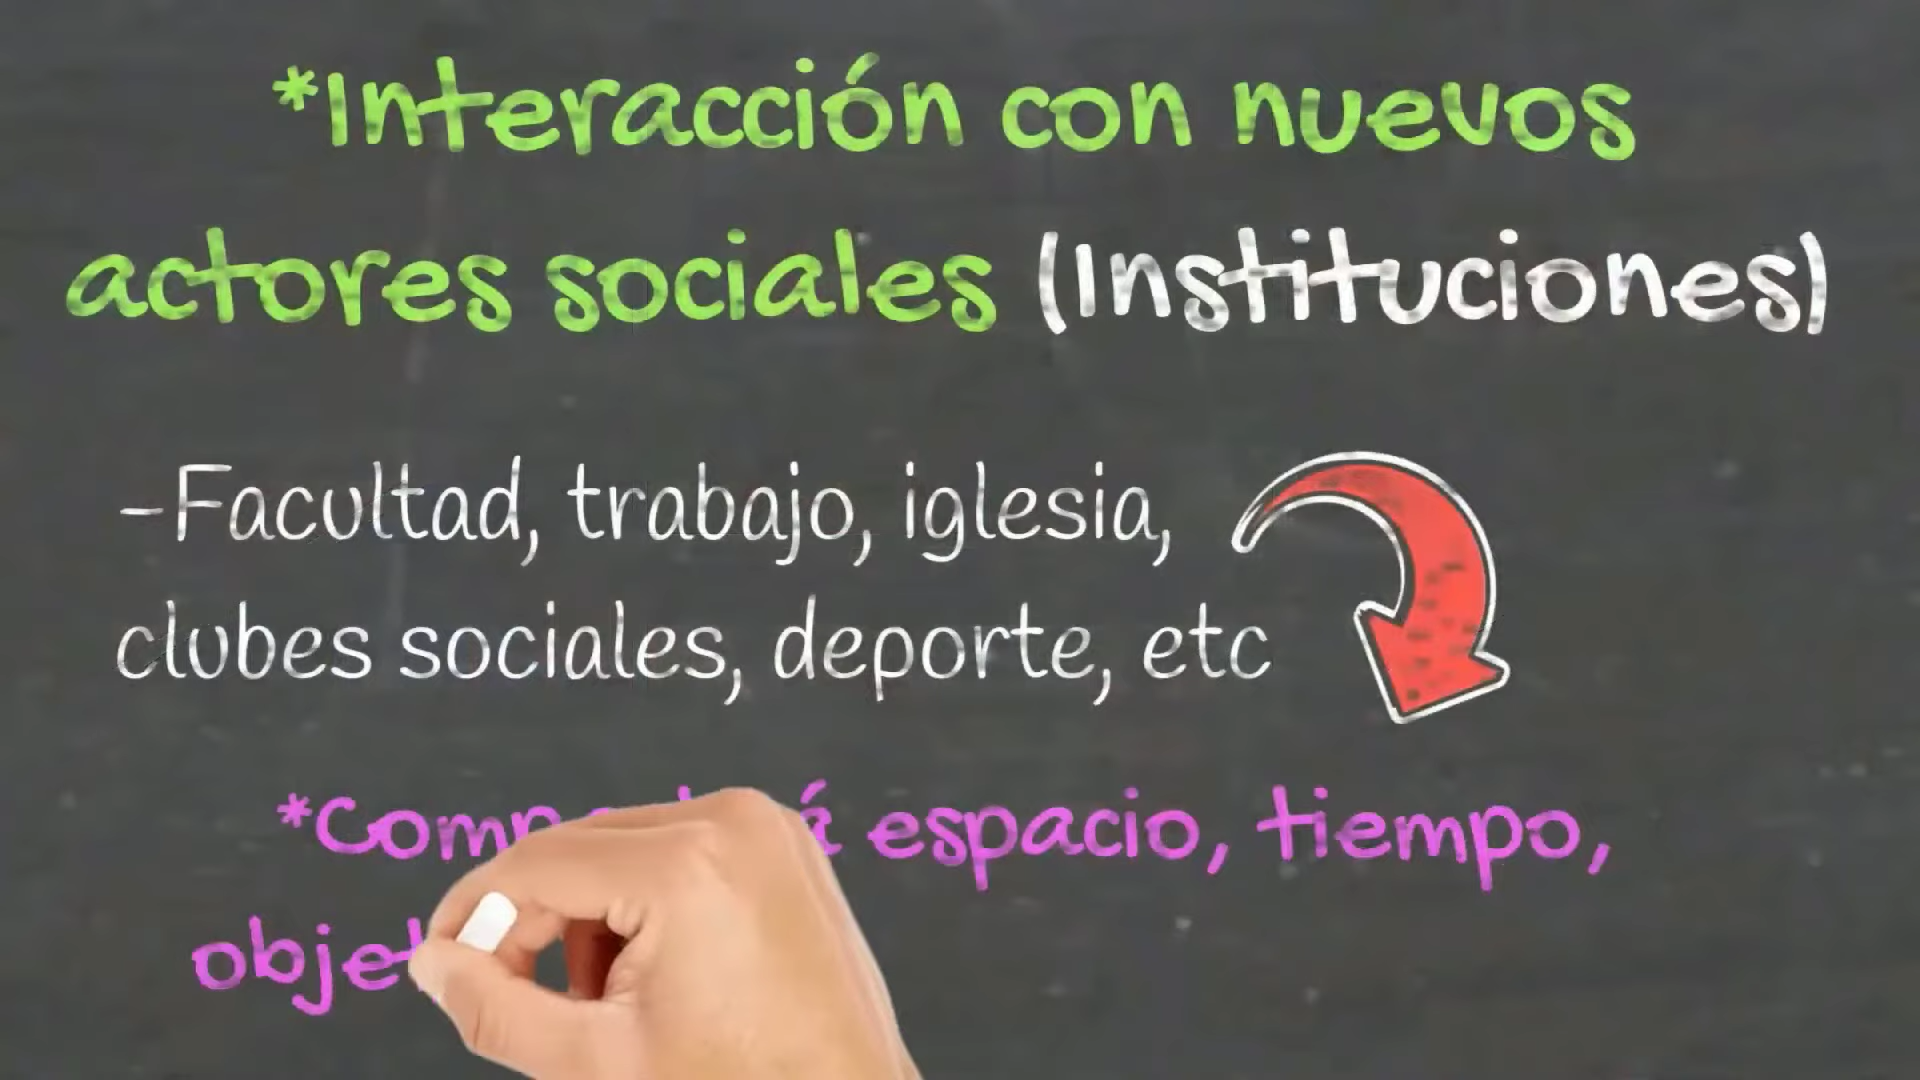 *Interacción con nuevos
actores sociales (Instituciones)
-Facultad, trabajo, iglesia,
clubes sociales, deporte, etc
espacio, tiempo,